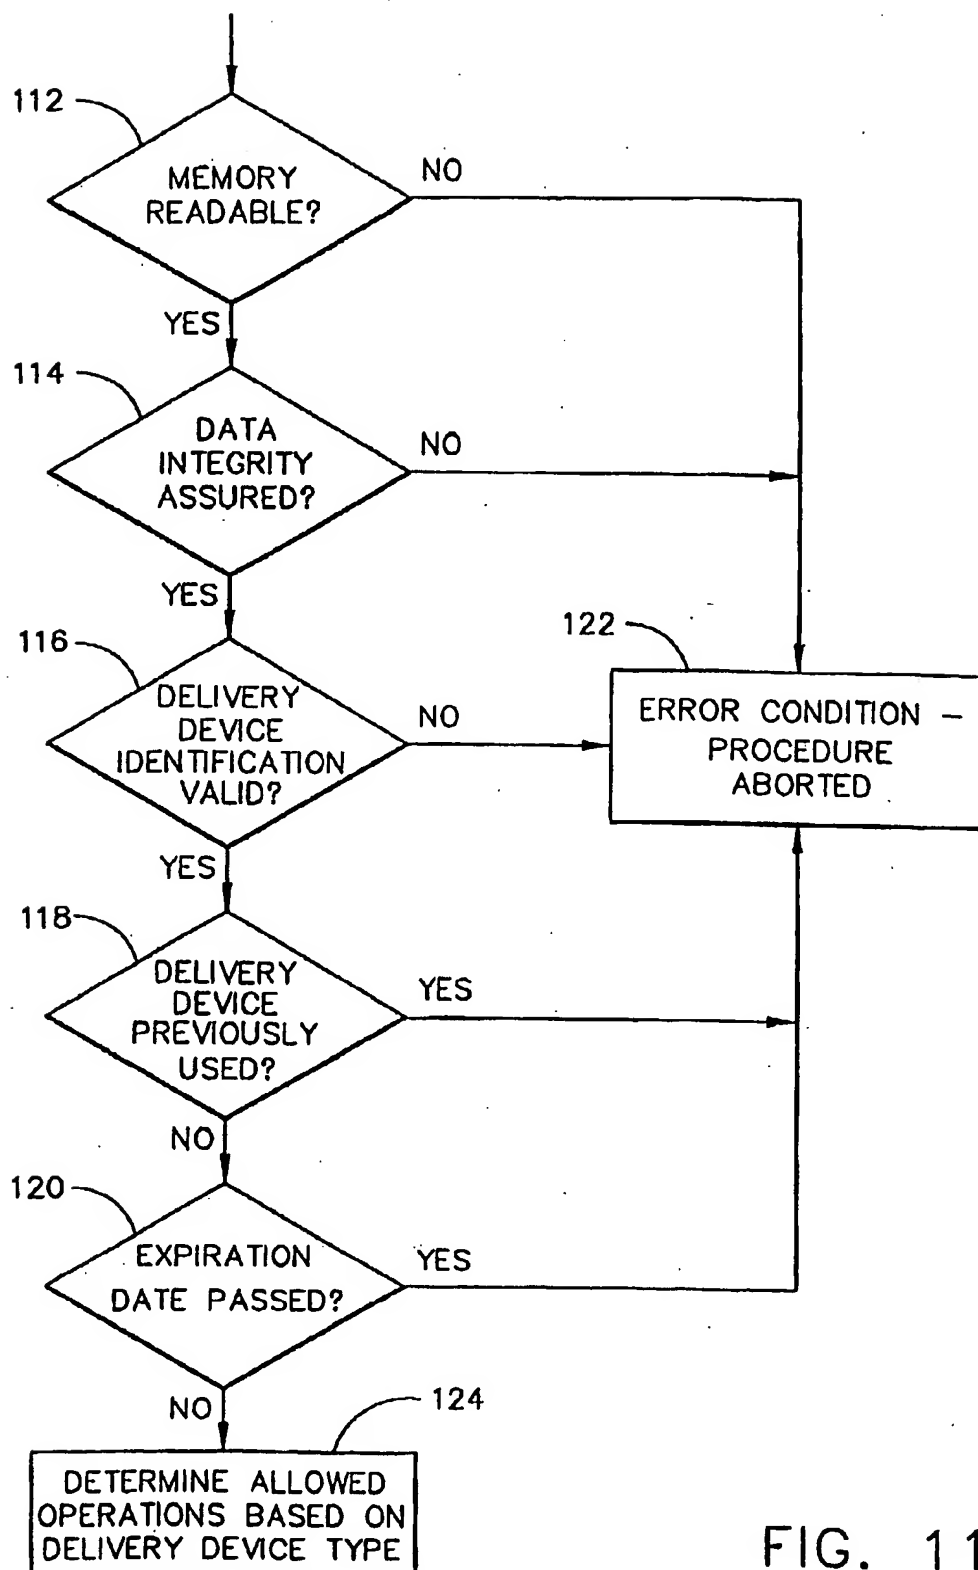 112
MEMORY
READABLE?
NO
YES
114
DATA
INTEGRITY
ASSURED?
NO
YES
116
DELIVERY
DEVICE
IDENTIFICATION
VALID?
NO
122
ERROR CONDITION –
PROCEDURE
ABORTED
YES
118
DELIVERY
DEVICE
PREVIOUSLY
USED?
YES
NO
120
EXPIRATION
DATE PASSED?
YES
NO
124
DETERMINE ALLOWED
OPERATIONS BASED ON
DELIVERY DEVICE TYPE
FIG. 11